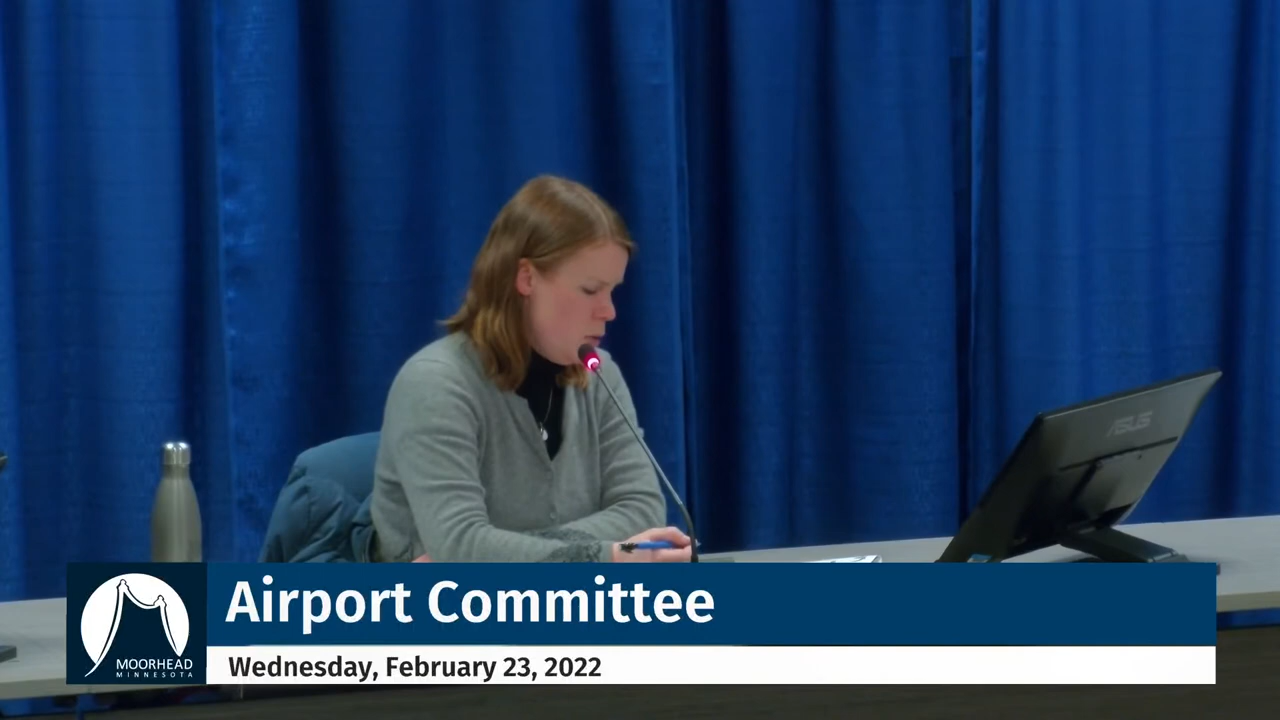 ASUS
Airport Committee
MOORHEAD
MINNESOTA
Wednesday, February 23, 2022